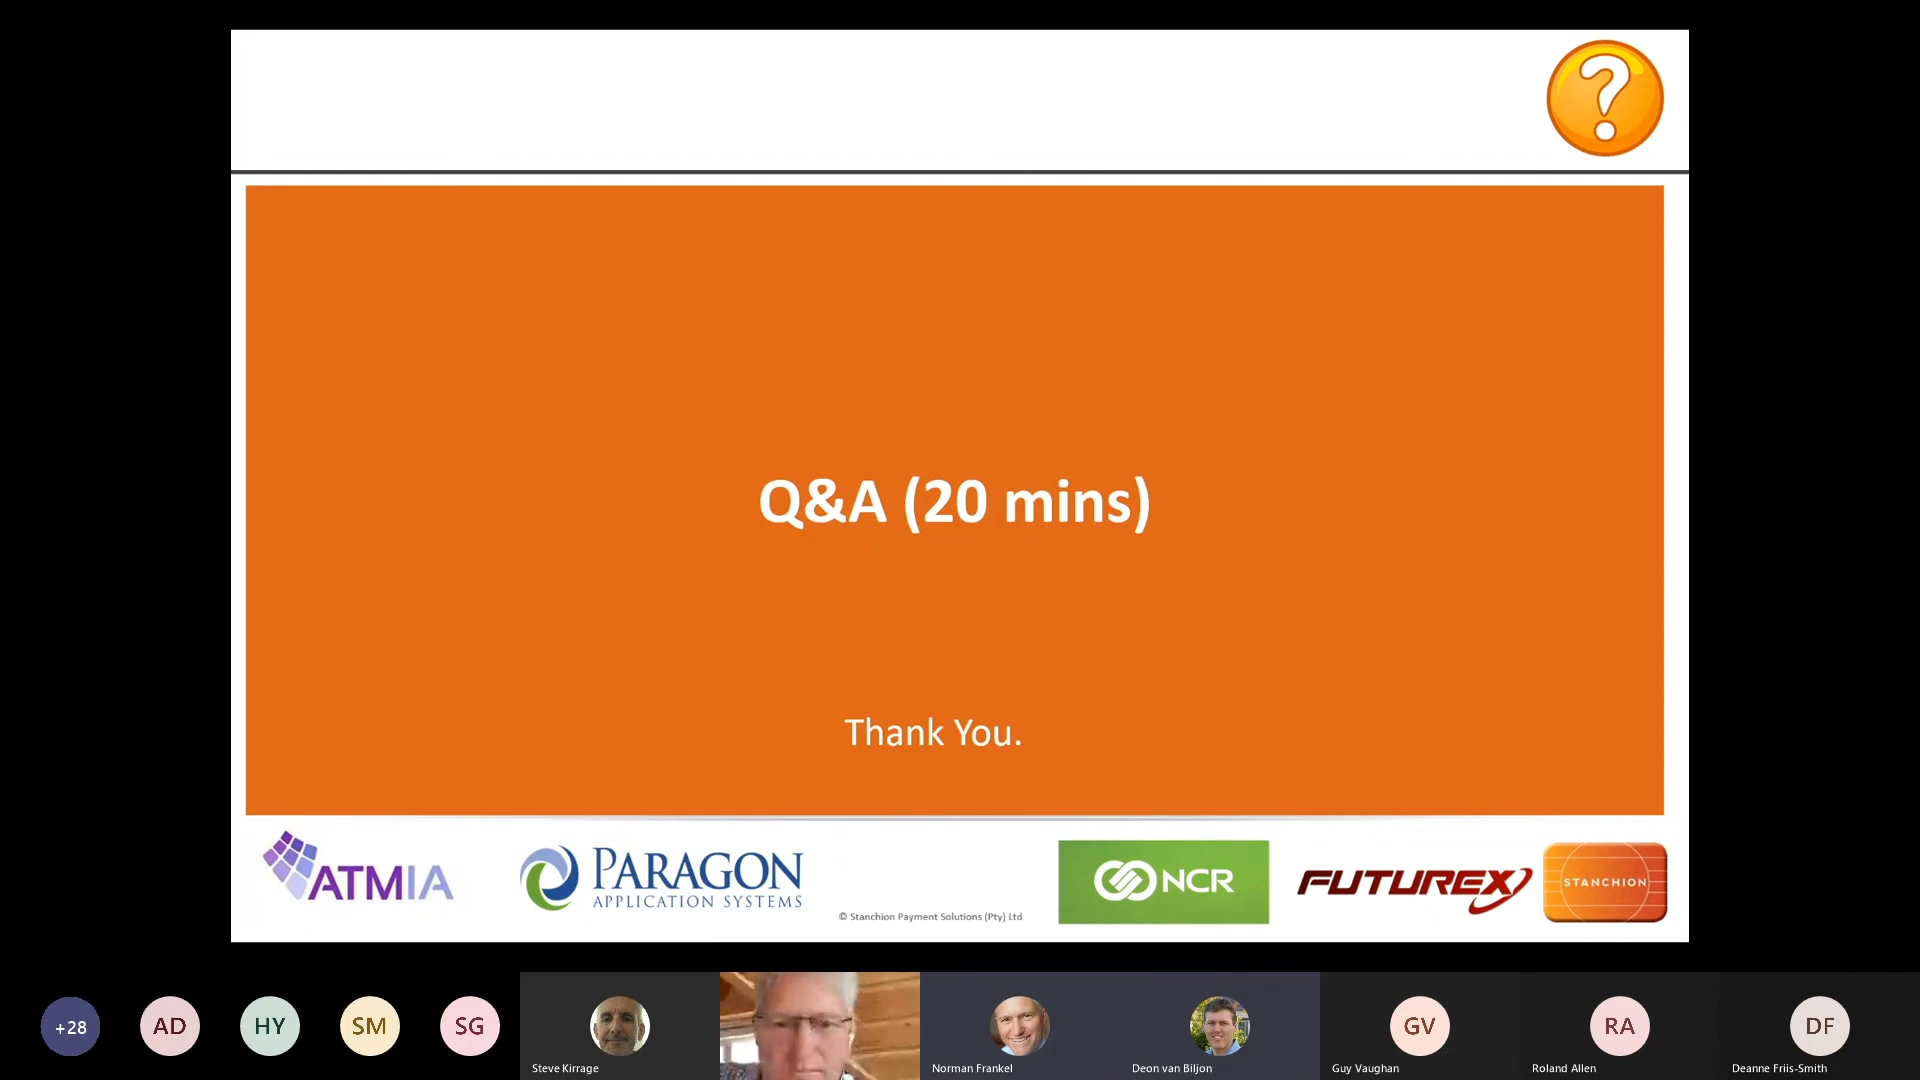 ?
Q&A (20 mins)
Thank You.
ATMIA
PARAGON
APPLICATION SYSTEMS
© Stanchion Payment Solutions (Pty) Ltd
NCR
FUTUREX
STANCHION
+28
AD
HY
SM
SG
Steve Kirrage
Norman Frankel
Deon van Biljon
GV
Guy Vaughan
RA
Roland Allen
DF
Deanne Friis-Smith